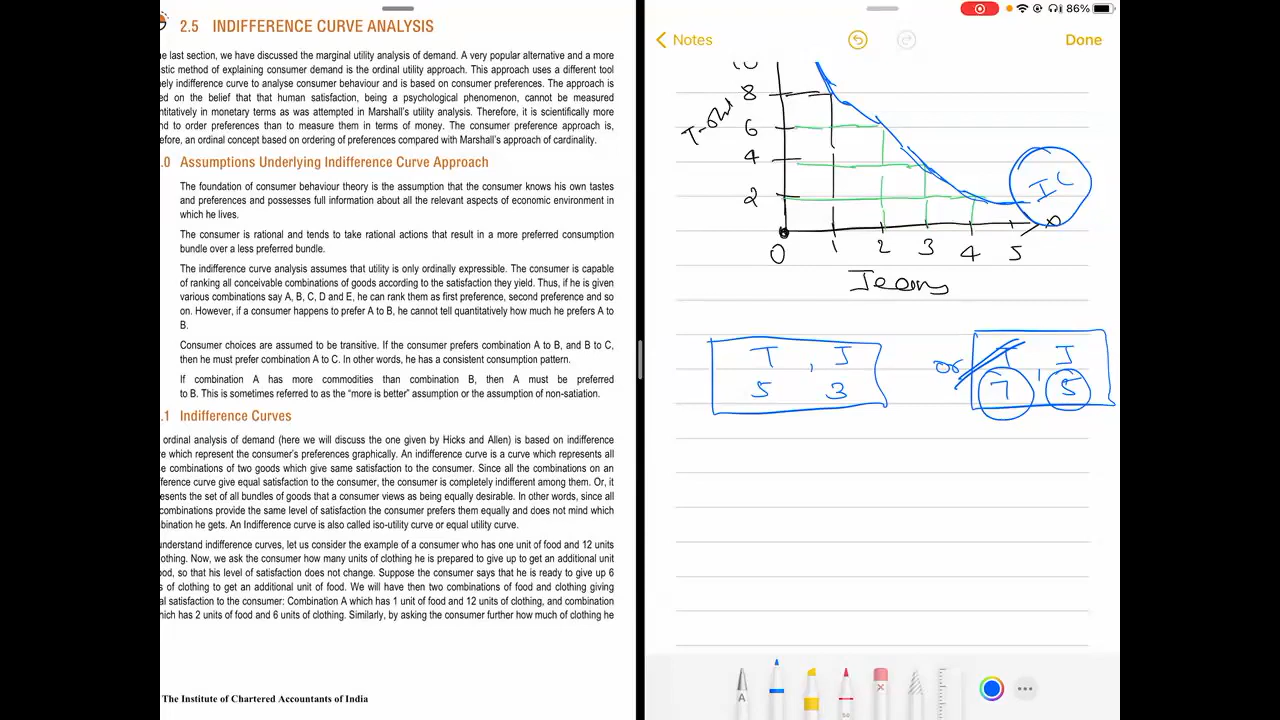 2.5 INDIFFERENCE CURVE ANALYSIS
last section, we have discussed the marginal utility analysis of demand. A very popular alternative and a more
istic method of explaining consumer demand is the ordinal utility approach. This approach uses a different tool
ely indifference curve to analyse consumer behaviour and is based on consumer preferences. The approach is
ed on the belief that that human satisfaction, being a psychological phenomenon, cannot be measured
ntitatively in monetary terms as was attempted in Marshall's utility analysis. Therefore, it is scientifically more
nd to order preferences than to measure them in terms of money. The consumer preference approach is,
efore, an ordinal concept based on ordering of preferences compared with Marshall's approach of cardinality.
.0 Assumptions Underlying Indifference Curve Approach
The foundation of consumer behaviour theory is the assumption that the consumer knows his own tastes
and preferences and possesses full information about all the relevant aspects of economic environment in
which he lives.
The consumer is rational and tends to take rational actions that result in a more preferred consumption
bundle over a less preferred bundle.
The indifference curve analysis assumes that utility is only ordinally expressible. The consumer is capable
of ranking all conceivable combinations of goods according to the satisfaction they yield. Thus, if he is given
various combinations say A, B, C, D and E, he can rank them as first preference, second preference and so
on. However, if a consumer happens to prefer A to B, he cannot tell quantitatively how much he prefers A to
B.
Consumer choices are assumed to be transitive. If the consumer prefers combination A to B, and B to C,
then he must prefer combination A to C. In other words, he has a consistent consumption pattern.
If combination A has more commodities than combination B, then A must be preferred
to B. This is sometimes referred to as the "more is better" assumption or the assumption of non-satiation.
.1 Indifference Curves
ordinal analysis of demand (here we will discuss the one given by Hicks and Allen) is based on indifference
e which represent the consumer's preferences graphically. An indifference curve is a curve which represents all
e combinations of two goods which give same satisfaction to the consumer. Since all the combinations on an
fference curve give equal satisfaction to the consumer, the consumer is completely indifferent among them. Or, it
esents the set of all bundles of goods that a consumer views as being equally desirable. In other words, since all
combinations provide the same level of satisfaction the consumer prefers them equally and does not mind which
bination he gets. An Indifference curve is also called iso-utility curve or equal utility curve.
understand indifference curves, let us consider the example of a consumer who has one unit of food and 12 units
othing. Now, we ask the consumer how many units of clothing he is prepared to give up to get an additional unit
ood, so that his level of satisfaction does not change. Suppose the consumer says that he is ready to give up 6
s of clothing to get an additional unit of food. We will have then two combinations of food and clothing giving
al satisfaction to the consumer: Combination A which has 1 unit of food and 12 units of clothing, and combination
hich has 2 units of food and 6 units of clothing. Similarly, by asking the consumer further how much of clothing he
The Institute of Chartered Accountants of India
86%
Notes
Done
10
8
6
4
2
T-Shirt
IC
0 1 2 3 4 5
Jeans
T , J
5 3
or
T , J
7 5